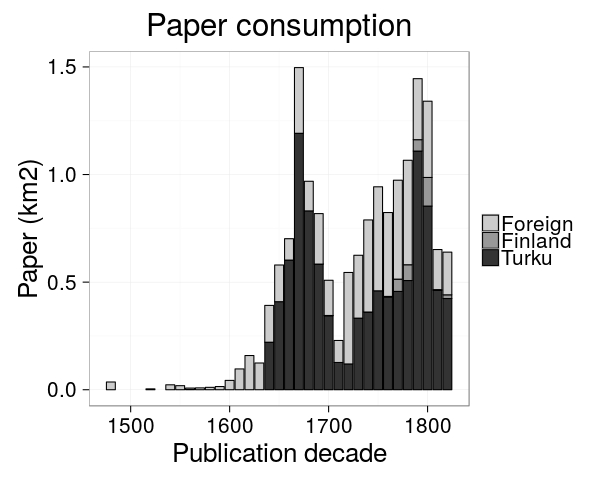 Paper consumption
Paper (km2)
1.5
1.0
0.5
0.0
1500 1600 1700 1800
Publication decade
Foreign
Finland
Turku